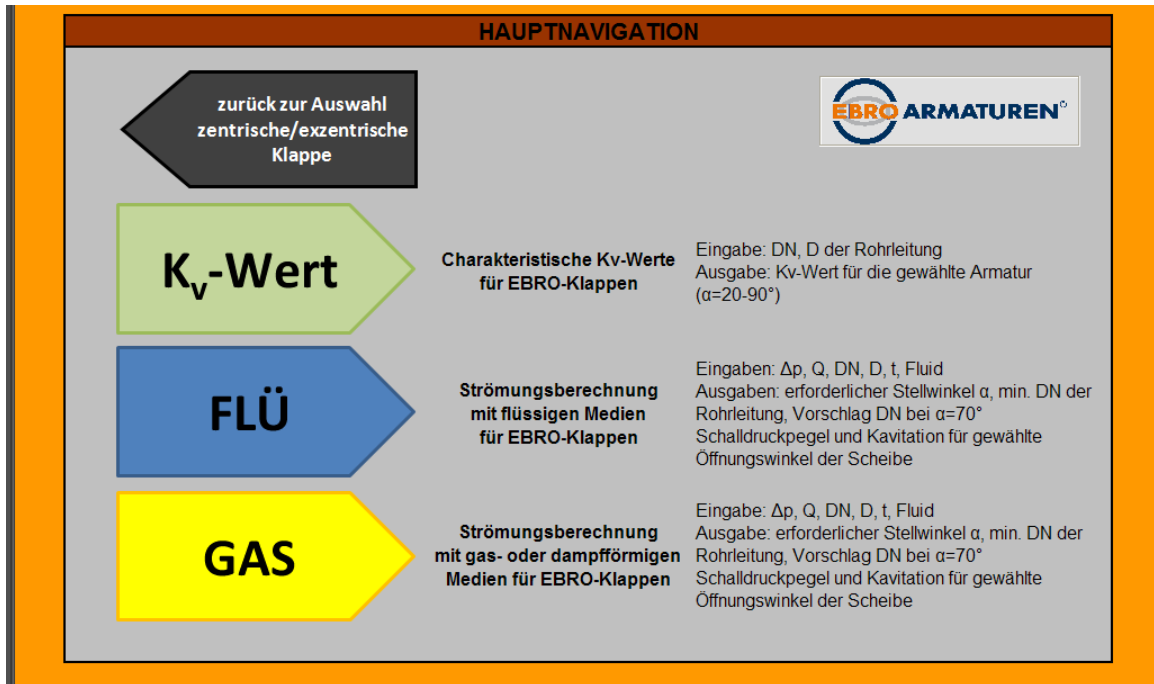 HAUPTNAVIGATION
zurück zur Auswahl
zentrische/exzentrische
Klappe
EBRO ARMATUREN
Kv-Wert
Charakteristische Kv-Werte
für EBRO-Klappen
Eingabe: DN, D der Rohrleitung
Ausgabe: Kv-Wert für die gewählte Armatur
(α=20-90°)
FLÜ
Strömungsberechnung
mit flüssigen Medien
für EBRO-Klappen
Eingaben: Δp, Q, DN, D, t, Fluid
Ausgaben: erforderlicher Stellwinkel α, min. DN der
Rohrleitung, Vorschlag DN bei α=70°
Schalldruckpegel und Kavitation für gewählte
Öffnungswinkel der Scheibe
GAS
Strömungsberechnung
mit gas- oder dampfförmigen
Medien für EBRO-Klappen
Eingabe: Δp, Q, DN, D, t, Fluid
Ausgabe: erforderlicher Stellwinkel α, min. DN der
Rohrleitung, Vorschlag DN bei α=70°
Schalldruckpegel und Kavitation für gewählte
Öffnungswinkel der Scheibe